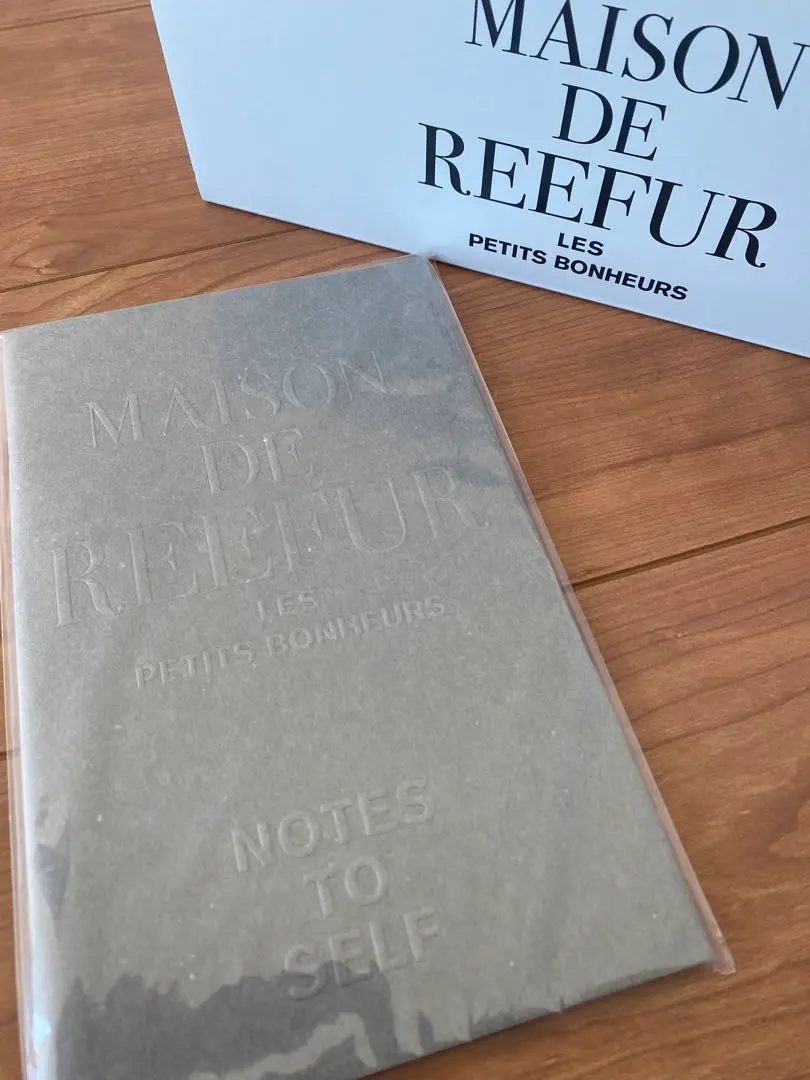 MAISON
DE
REEFUR
LES
PETITS BONHEURS
MAISON
DE
REEFUR
LES
PETITS BONHEURS
NOTES
TO
SELF